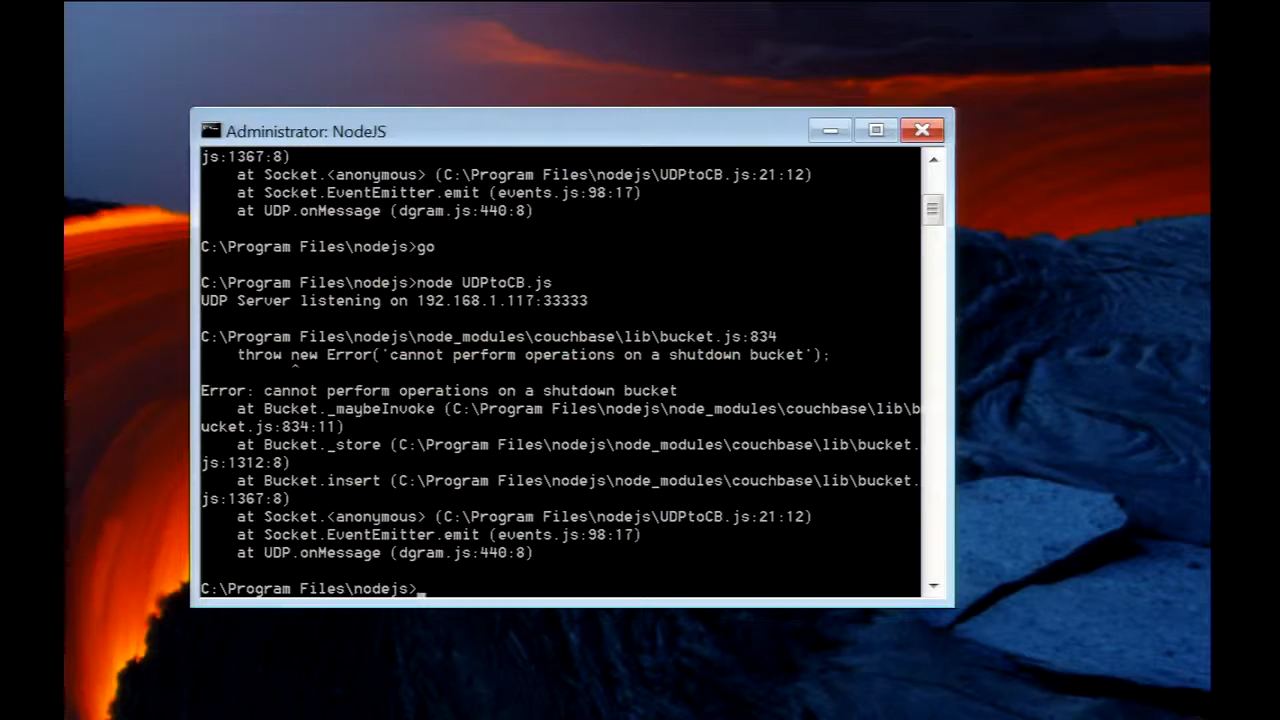 Administrator: NodeJS
js:1367:8)
at Socket.<anonymous> (C:\Program Files\nodejs\UDPtoCB.js:21:12)
at Socket.EventEmitter.emit (events.js:98:17)
at UDP.onMessage (dgram.js:440:8)
C:\Program Files\nodejs>go
C:\Program Files\nodejs>node UDPtoCB.js
UDP Server listening on 192.168.1.117:33333
C:\Program Files\nodejs\node_modules\couchbase\lib\bucket.js:834
throw new Error('cannot perform operations on a shutdown bucket');
^
Error: cannot perform operations on a shutdown bucket
at Bucket._maybeInvoke (C:\Program Files\nodejs\node_modules\couchbase\lib\b
ucket.js:834:11)
at Bucket._store (C:\Program Files\nodejs\node_modules\couchbase\lib\bucket.
js:1312:8)
at Bucket.insert (C:\Program Files\nodejs\node_modules\couchbase\lib\bucket.
js:1367:8)
at Socket.<anonymous> (C:\Program Files\nodejs\UDPtoCB.js:21:12)
at Socket.EventEmitter.emit (events.js:98:17)
at UDP.onMessage (dgram.js:440:8)
C:\Program Files\nodejs>_